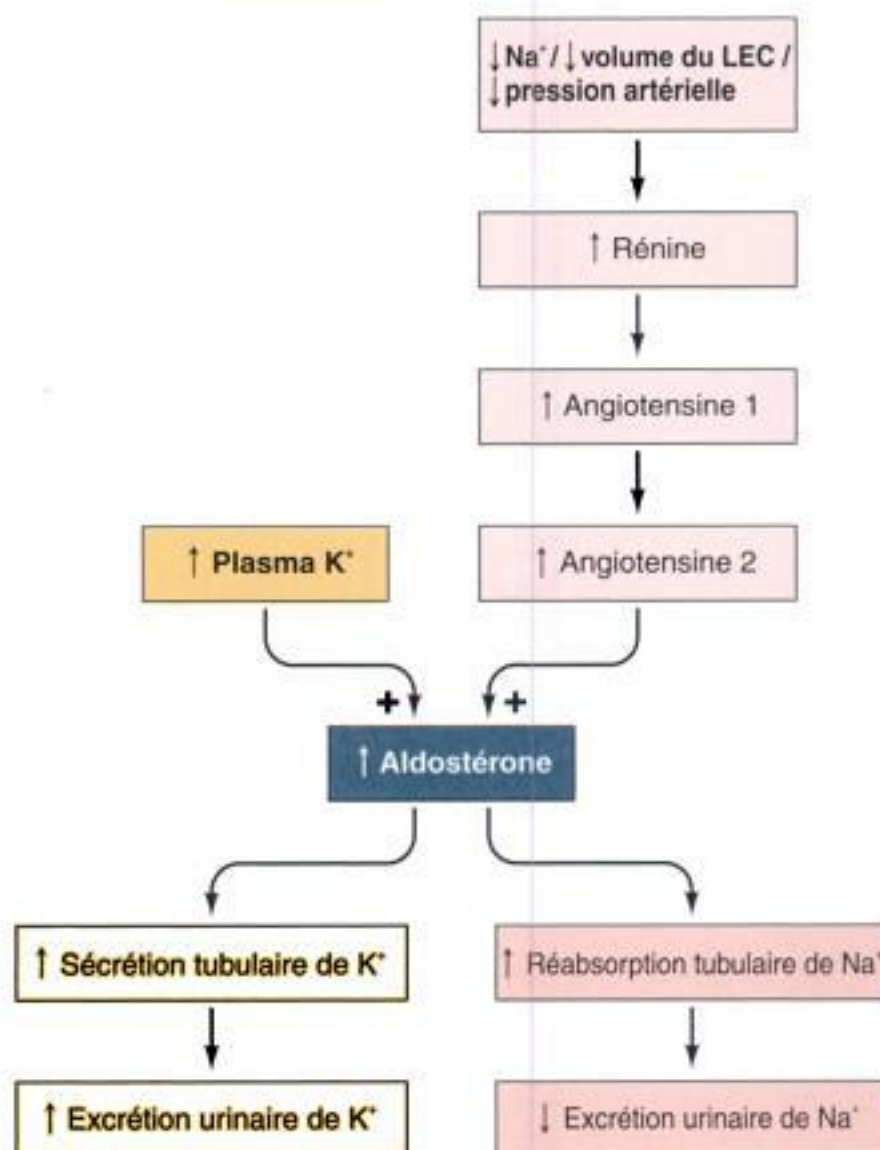 ↓Na⁺/↓volume du LEC /
↓pression artérielle
↑ Rénine
↑ Angiotensine 1
↑ Plasma K⁺
↑ Angiotensine 2
+ +
↑ Aldostérone
↑ Sécrétion tubulaire de K⁺
↑ Réabsorption tubulaire de Na⁺
↑ Excrétion urinaire de K⁺
↓ Excrétion urinaire de Na⁺